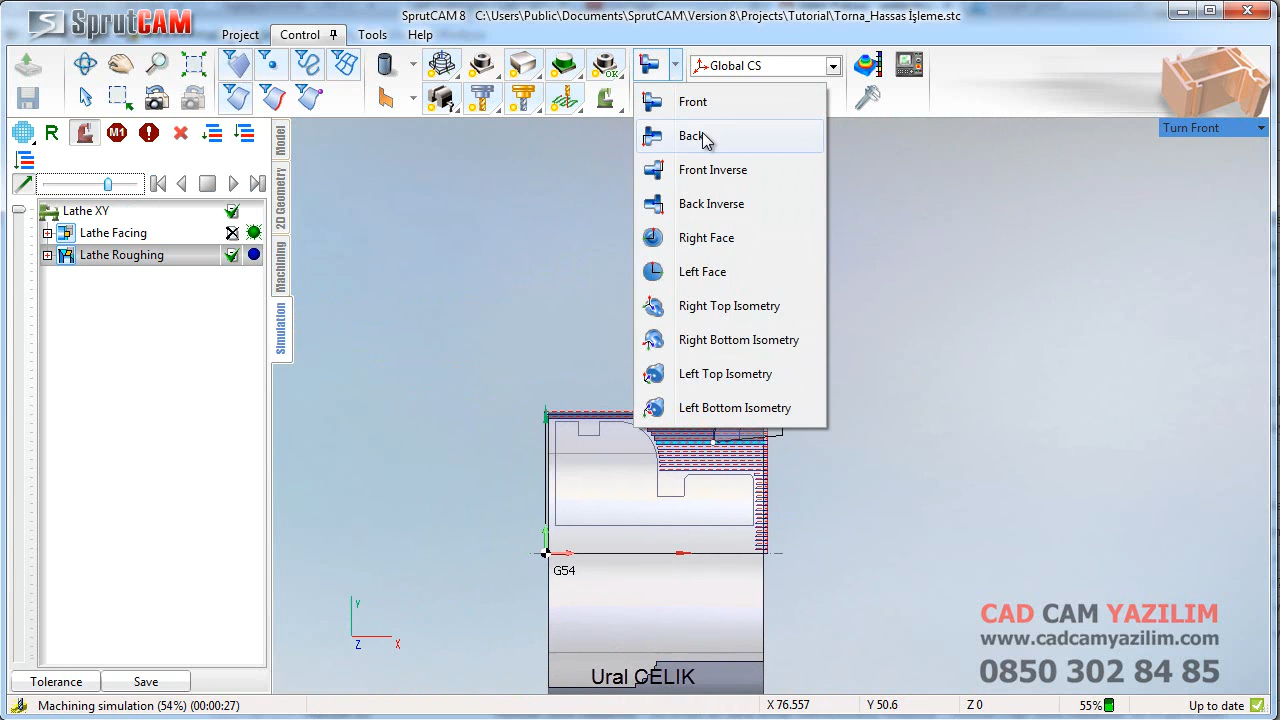 SprutCAM
SprutCAM 8 C:\Users\Public\Documents\SprutCAM\Version 8\Projects\Tutorial\Torna_Hassas İşleme.stc
Project
Control
Tools
Help
OK
Global CS
Turn Front
R
M1
Front
Back
Front Inverse
Back Inverse
Right Face
Left Face
Right Top Isometry
Right Bottom Isometry
Left Top Isometry
Left Bottom Isometry
Lathe XY
Lathe Facing
Lathe Roughing
Model
2D Geometry
Machining
Simulation
G54
Y
Z
X
Ural ÇELIK
CAD CAM YAZILIM
www.cadcamyazilim.com
0850 302 84 85
Tolerance
Save
Machining simulation (54%) (00:00:27)
X 76.557
Y 50.6
Z 0
55%
Up to date